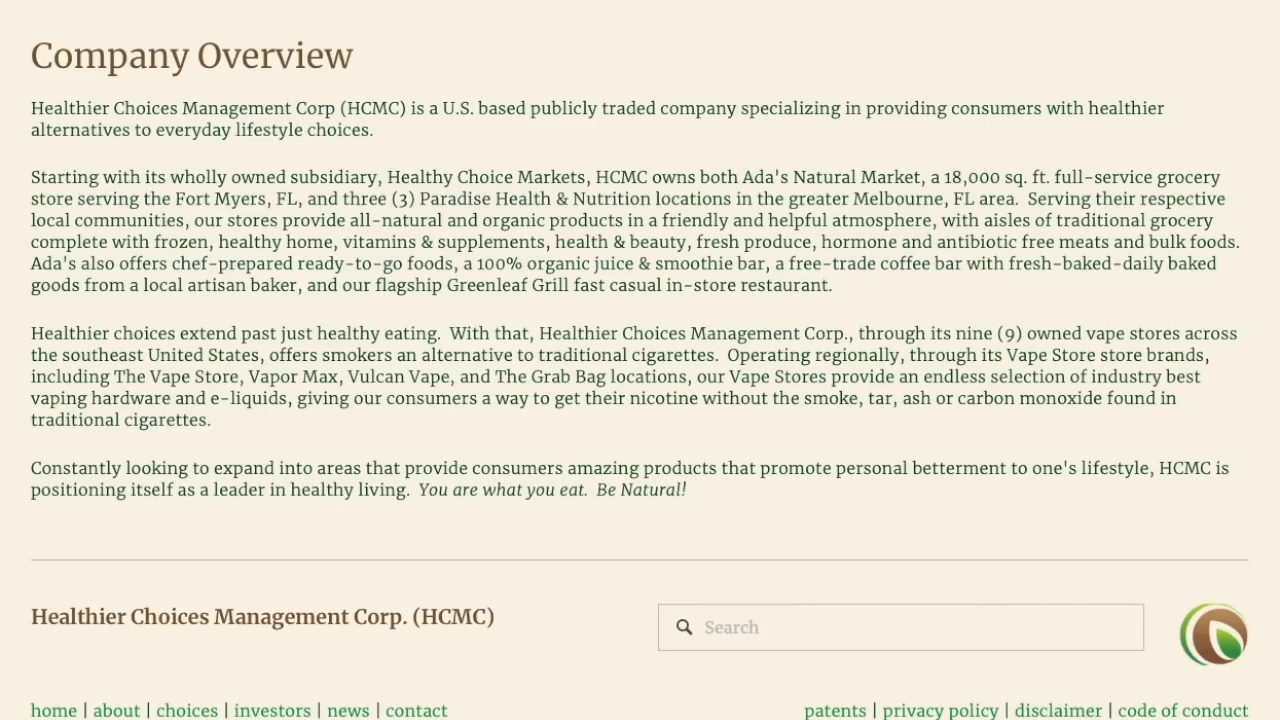 Company Overview
Healthier Choices Management Corp (HCMC) is a U.S. based publicly traded company specializing in providing consumers with healthier
alternatives to everyday lifestyle choices.
Starting with its wholly owned subsidiary, Healthy Choice Markets, HCMC owns both Ada's Natural Market, a 18,000 sq. ft. full-service grocery
store serving the Fort Myers, FL, and three (3) Paradise Health & Nutrition locations in the greater Melbourne, FL area.  Serving their respective
local communities, our stores provide all-natural and organic products in a friendly and helpful atmosphere, with aisles of traditional grocery
complete with frozen, healthy home, vitamins & supplements, health & beauty, fresh produce, hormone and antibiotic free meats and bulk foods.
Ada's also offers chef-prepared ready-to-go foods, a 100% organic juice & smoothie bar, a free-trade coffee bar with fresh-baked-daily baked
goods from a local artisan baker, and our flagship Greenleaf Grill fast casual in-store restaurant.
Healthier choices extend past just healthy eating.  With that, Healthier Choices Management Corp., through its nine (9) owned vape stores across
the southeast United States, offers smokers an alternative to traditional cigarettes.  Operating regionally, through its Vape Store store brands,
including The Vape Store, Vapor Max, Vulcan Vape, and The Grab Bag locations, our Vape Stores provide an endless selection of industry best
vaping hardware and e-liquids, giving our consumers a way to get their nicotine without the smoke, tar, ash or carbon monoxide found in
traditional cigarettes.
Constantly looking to expand into areas that provide consumers amazing products that promote personal betterment to one's lifestyle, HCMC is
positioning itself as a leader in healthy living.  You are what you eat.  Be Natural!
Healthier Choices Management Corp. (HCMC)
Search
home | about | choices | investors | news | contact
patents | privacy policy | disclaimer | code of conduct